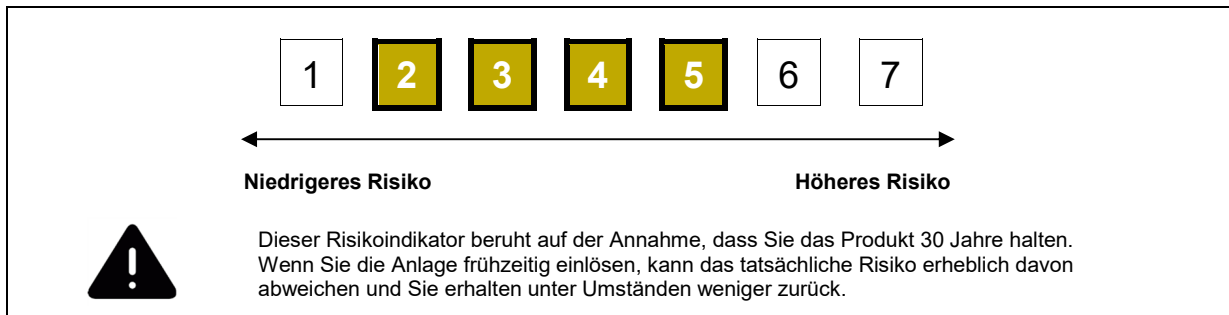 1 2 3 4 5 6 7
Niedrigeres Risiko Höheres Risiko
Dieser Risikoindikator beruht auf der Annahme, dass Sie das Produkt 30 Jahre halten.
Wenn Sie die Anlage frühzeitig einlösen, kann das tatsächliche Risiko erheblich davon
abweichen und Sie erhalten unter Umständen weniger zurück.